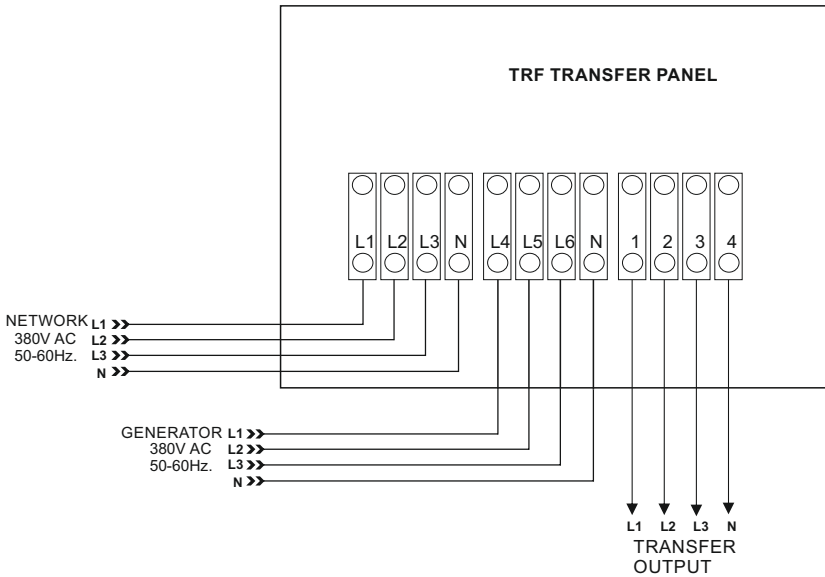 TRF TRANSFER PANEL
L1 L2 L3 N L4 L5 L6 N 1 2 3 4
NETWORK L1
380V AC L2
50-60Hz. L3
N
GENERATOR L1
380V AC L2
50-60Hz. L3
N
L1 L2 L3 N
TRANSFER
OUTPUT